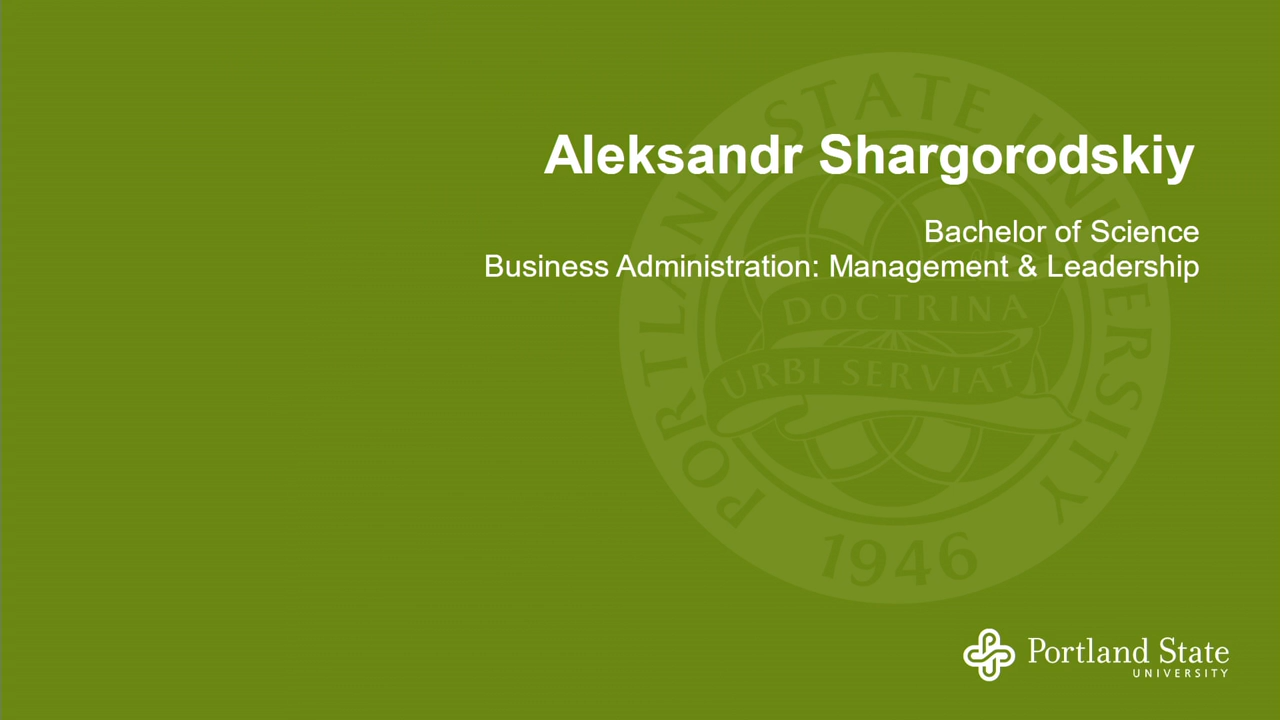 Aleksandr Shargorodskiy
Bachelor of Science
Business Administration: Management & Leadership
PORTLAND STATE UNIVERSITY
DOCTRINA
URBI SERVIAT
1946
Portland State
UNIVERSITY